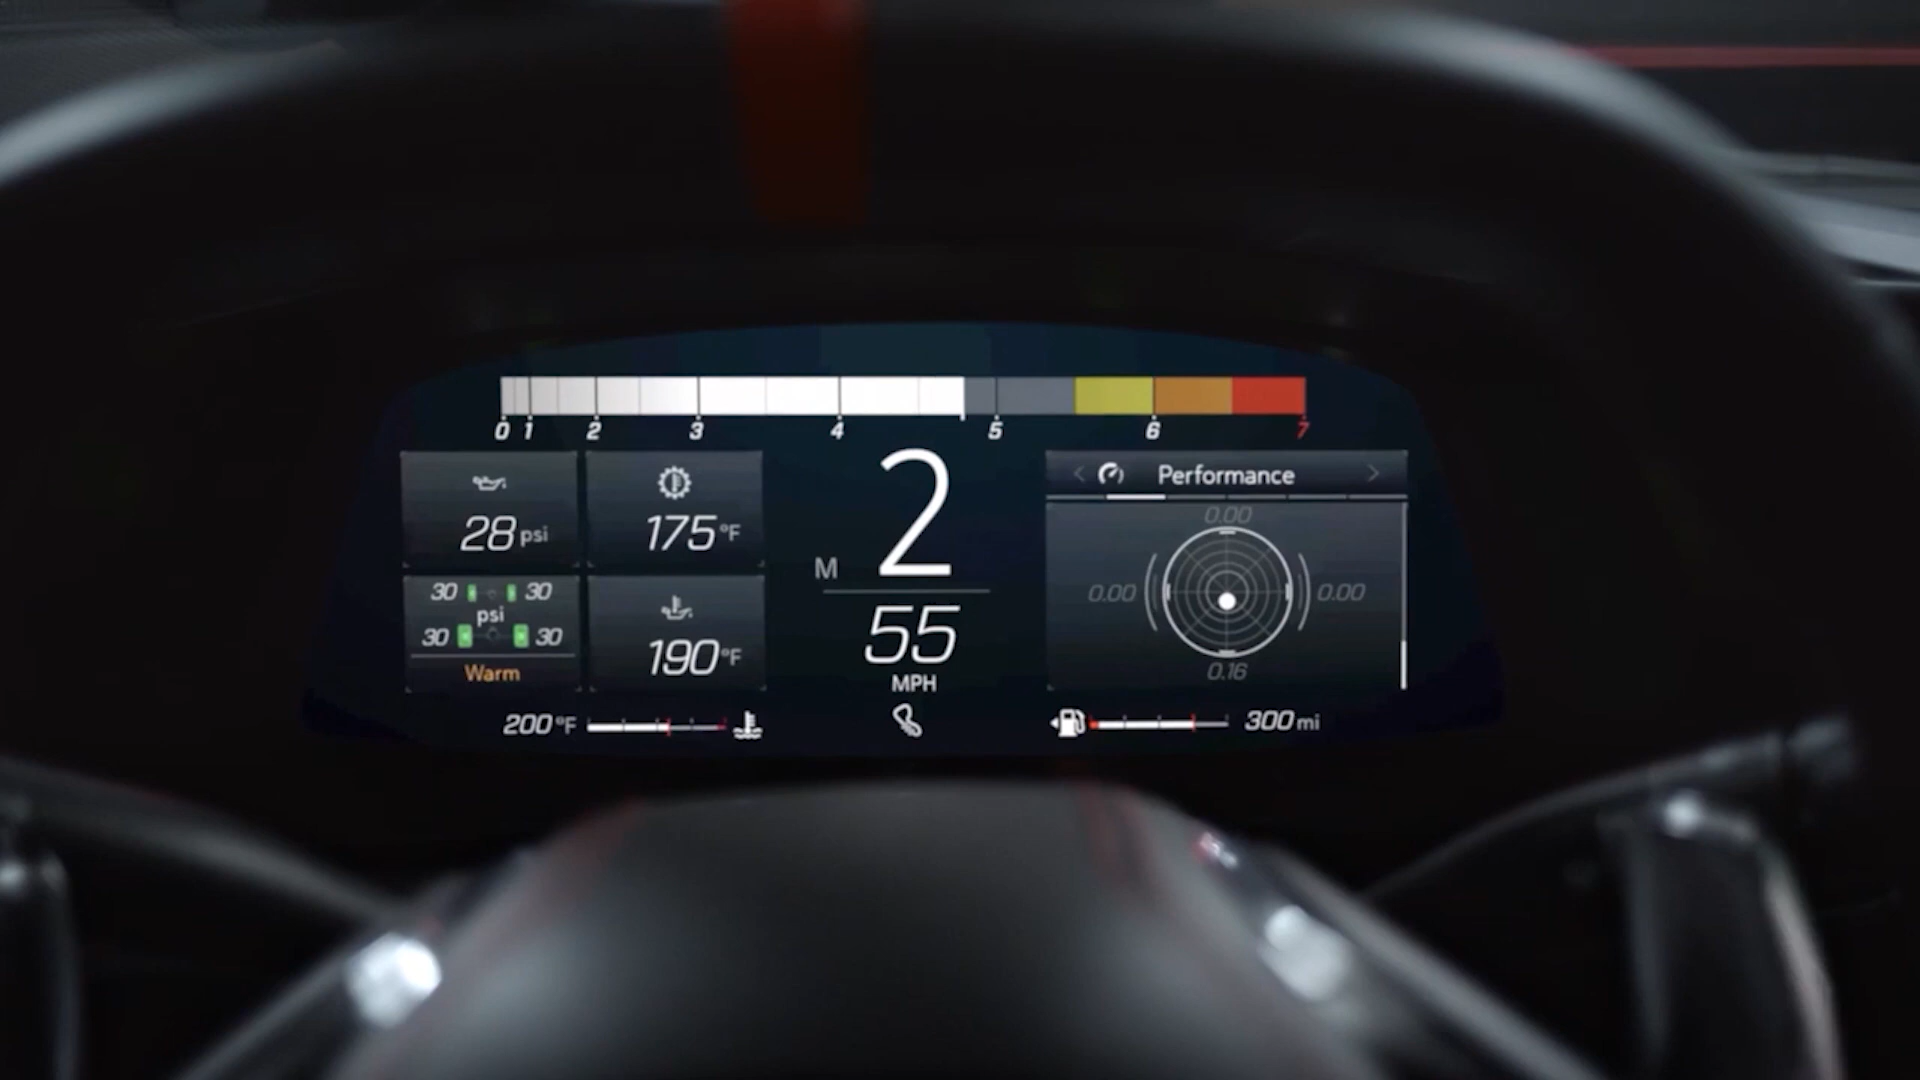 0 1 2 3 4 5 6 7
28 psi
175 °F
M 2
Performance
0.00
0.00 0.00
0.16
30 30
psi
30 30
Warm
190 °F
55
MPH
200 °F
300 mi